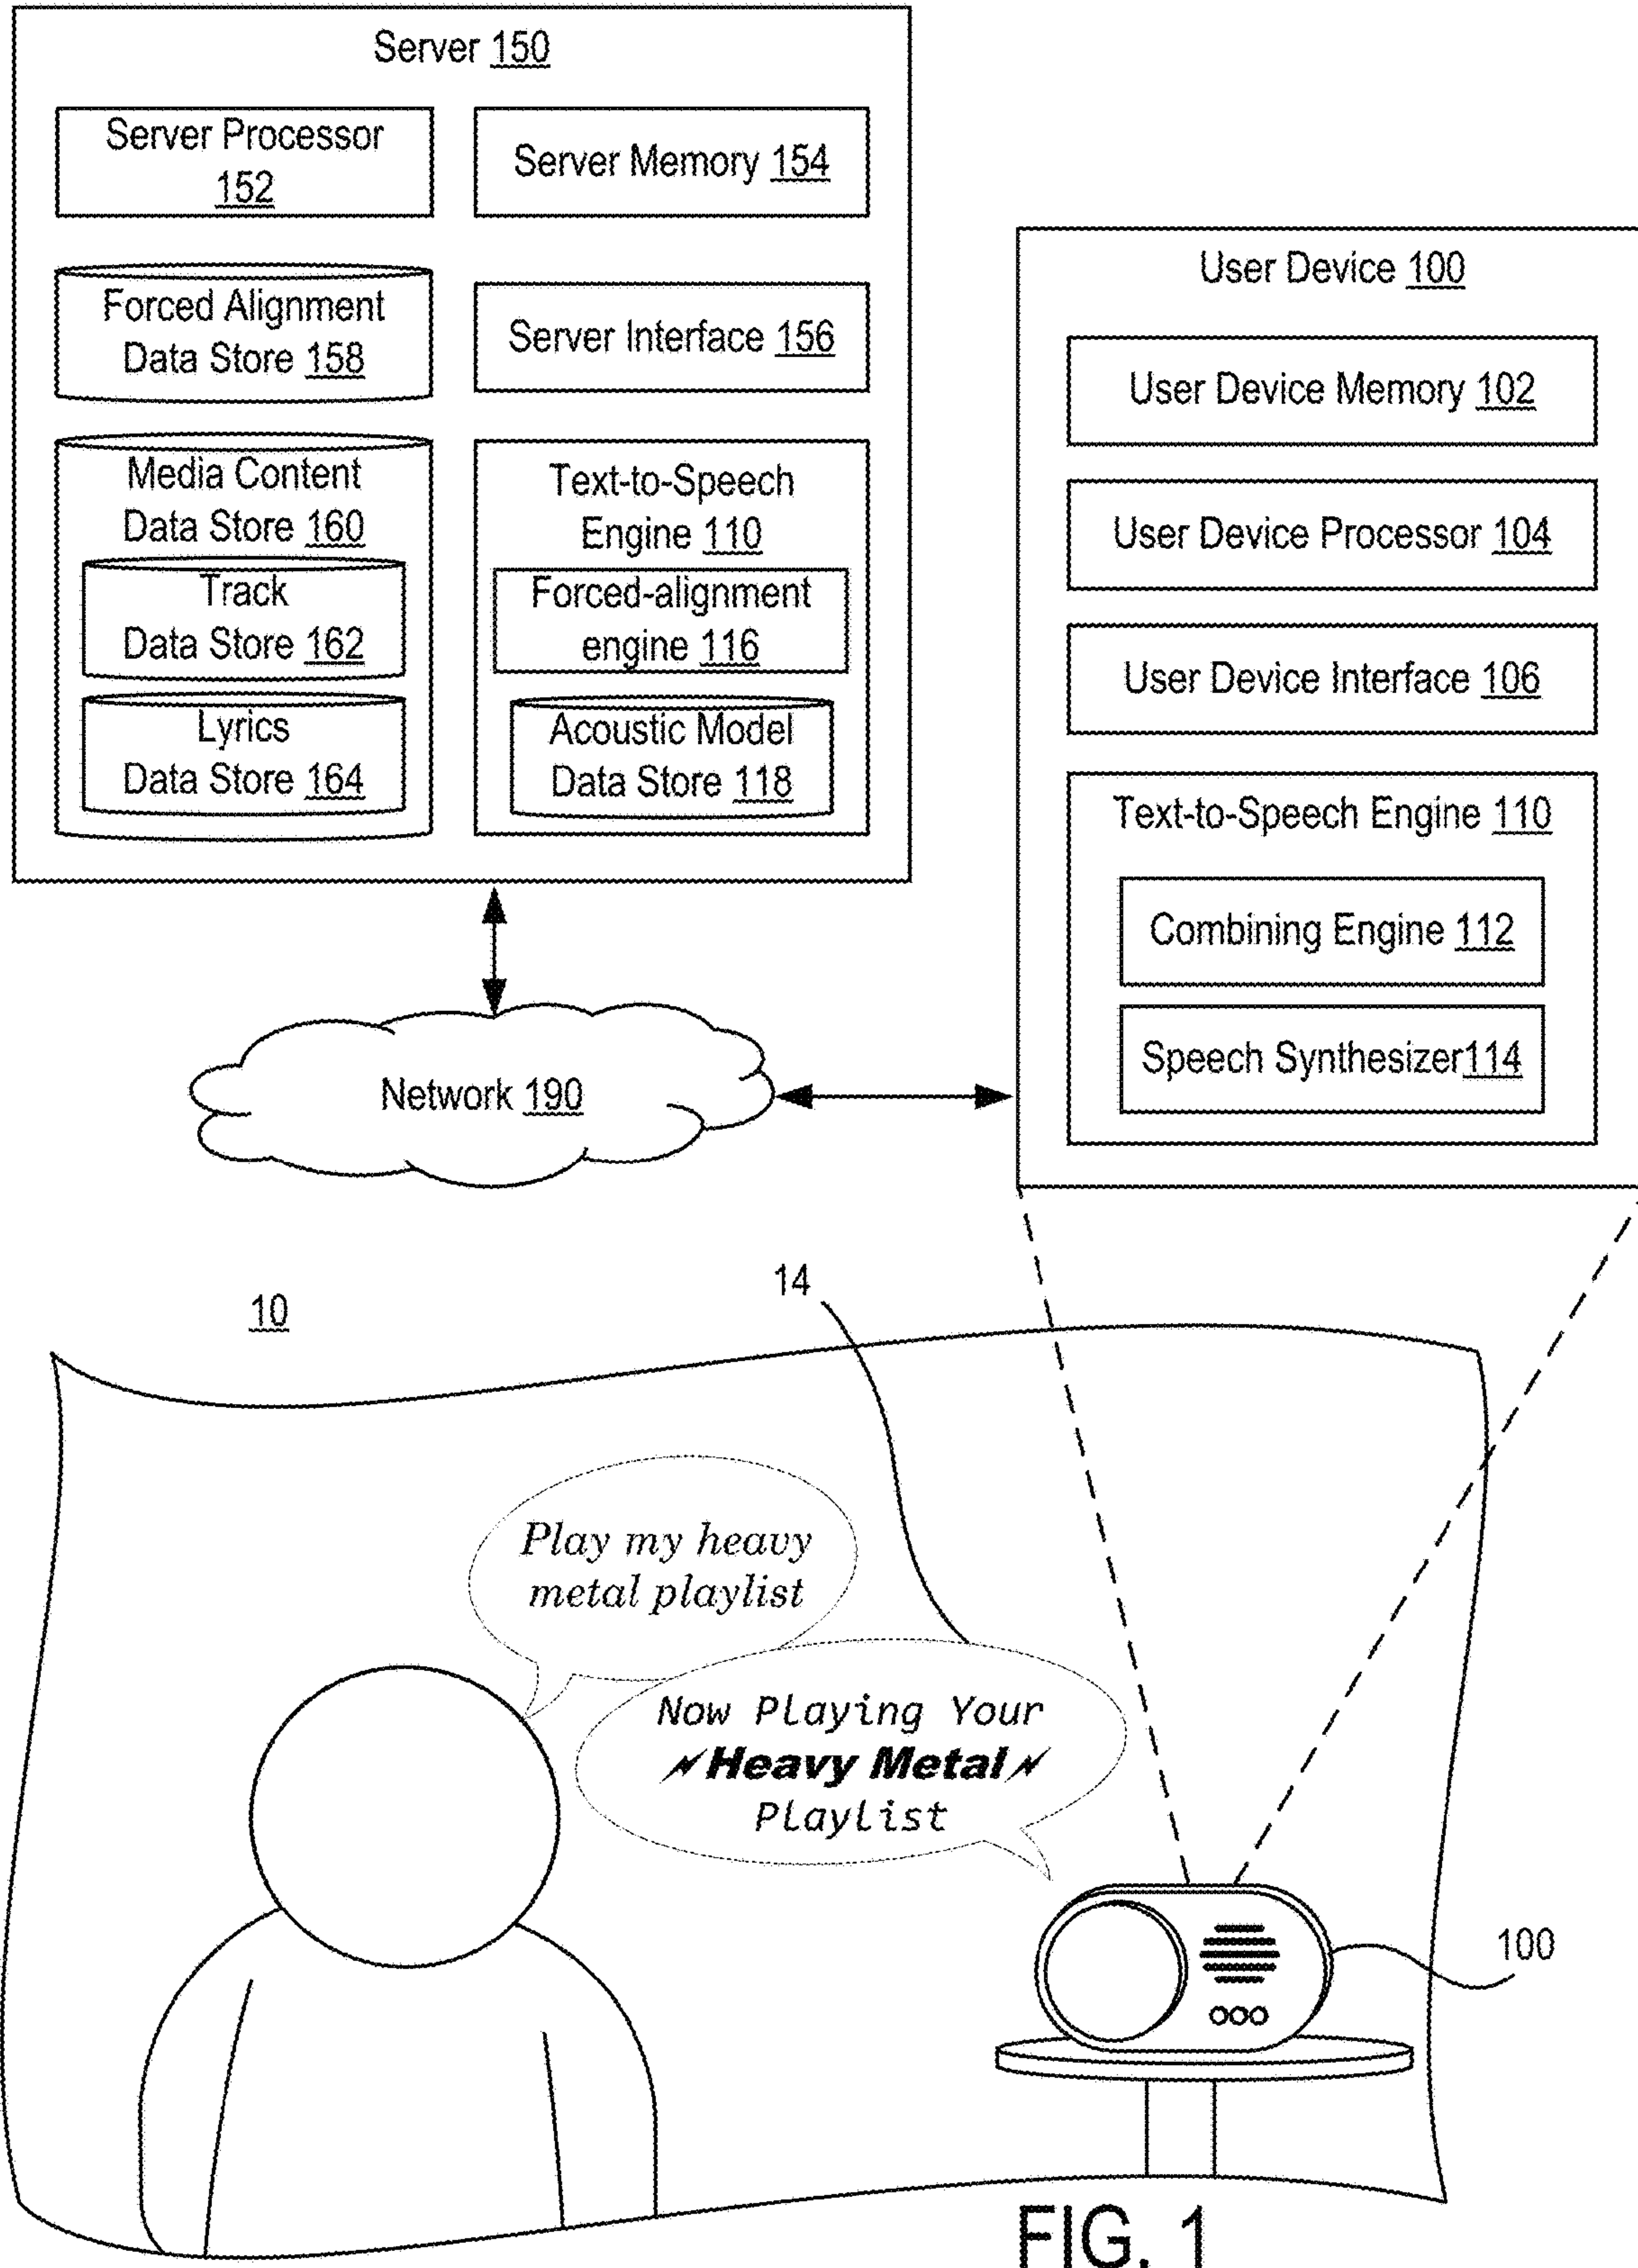 Server 150
Server Processor
152
Server Memory 154
Forced Alignment
Data Store 158
Server Interface 156
Media Content
Data Store 160
Track
Data Store 162
Lyrics
Data Store 164
Text-to-Speech
Engine 110
Forced-alignment
engine 116
Acoustic Model
Data Store 118
User Device 100
User Device Memory 102
User Device Processor 104
User Device Interface 106
Text-to-Speech Engine 110
Combining Engine 112
Speech Synthesizer114
Network 190
14
10
Play my heavy
metal playlist
Now Playing Your
Heavy Metal
Playlist
100
FIG. 1